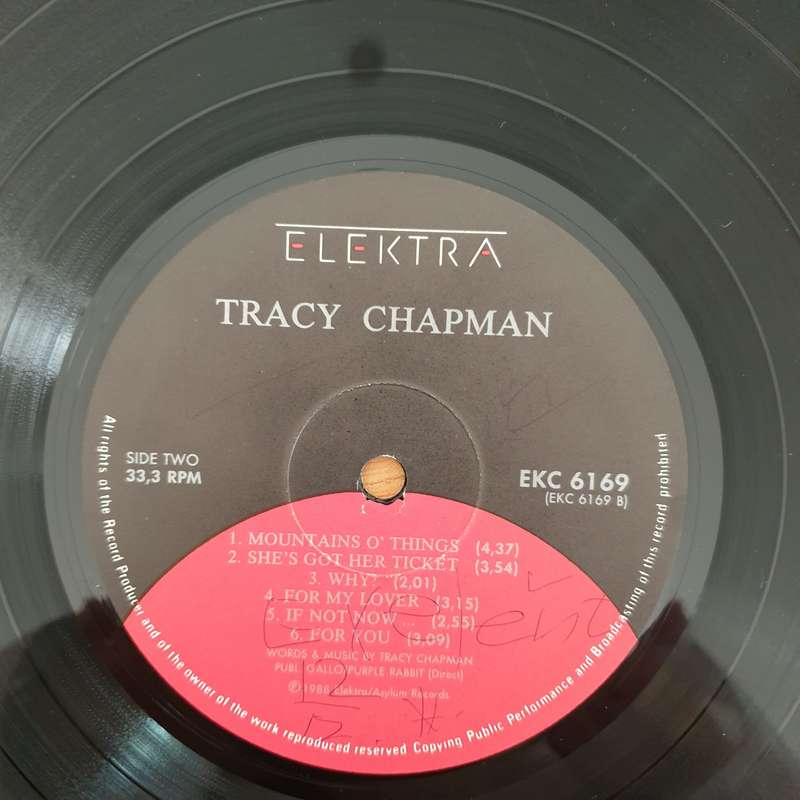 ELEKTRA
TRACY CHAPMAN
SIDE TWO
33,3 RPM
EKC 6169
(EKC 6169 B)
1. MOUNTAINS O' THINGS (4,37)
2. SHE'S GOT HER TICKET (3,54)
3. WHY? (2,01)
4. FOR MY LOVER (3,15)
5. IF NOT NOW... (2,55)
6. FOR YOU (3,09)
WORDS & MUSIC BY TRACY CHAPMAN
PUBL GALLO/PURPLE RABBIT (Direct)
℗ 1988 Elektra/Asylum Records
All rights of the Record Producer and of the owner of the work reproduced reserved Copying Public Performance and Broadcasting of this record prohibited